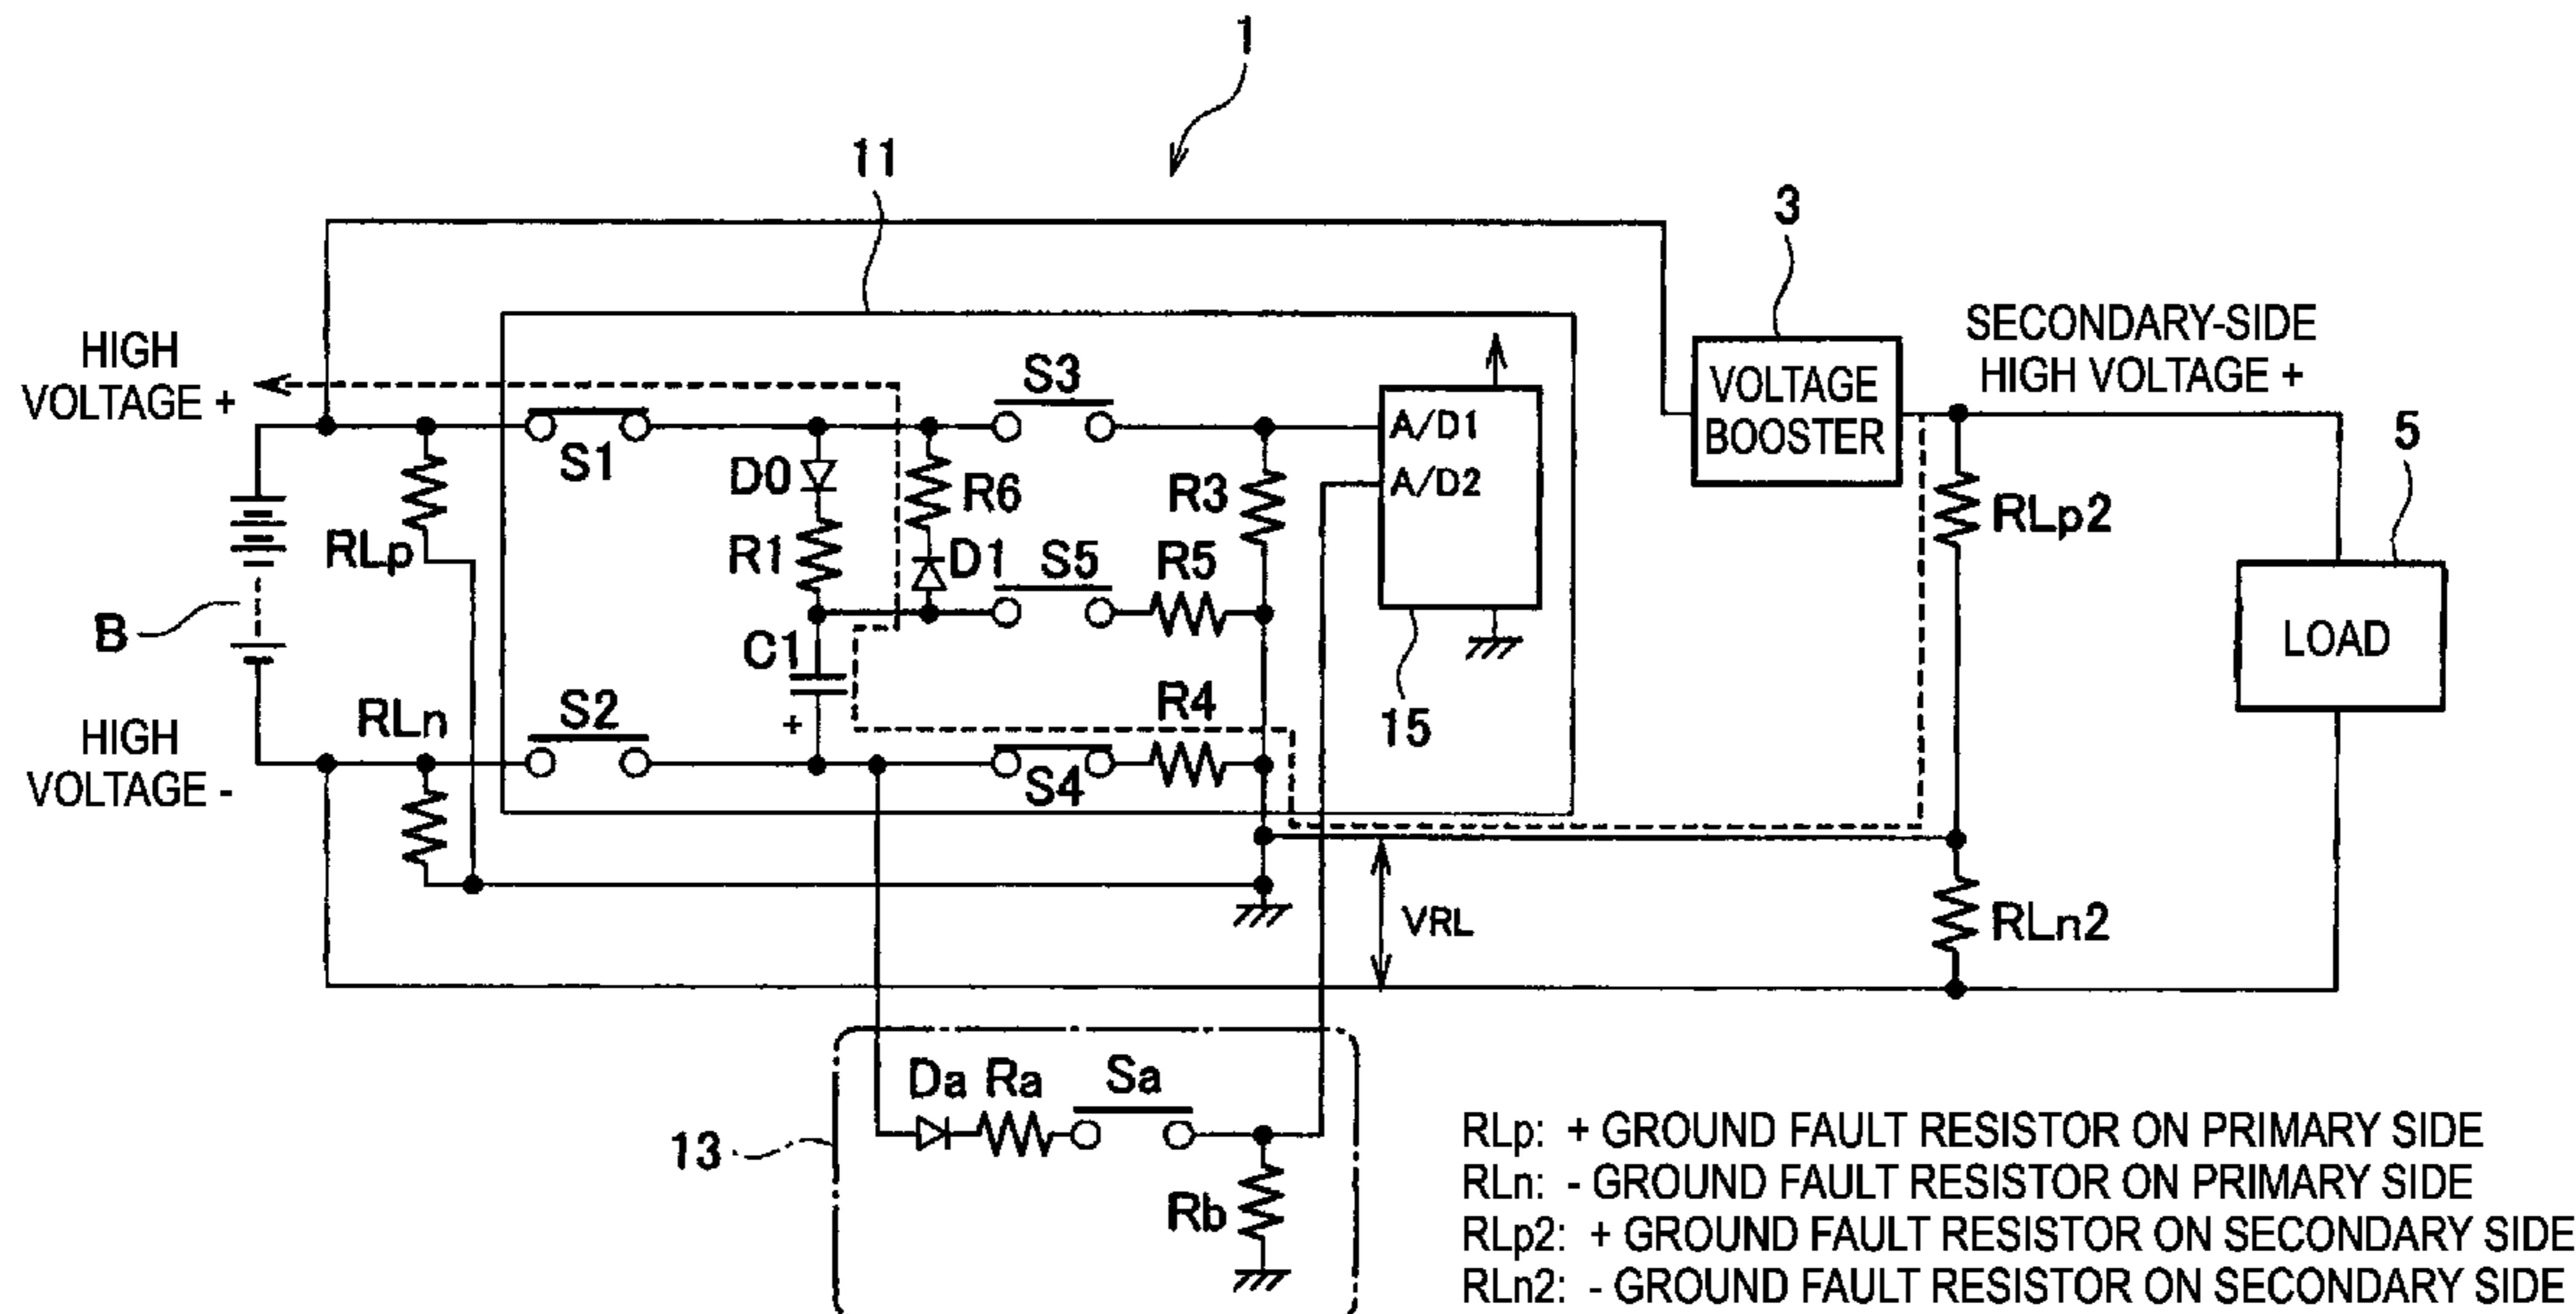 1
11
3
HIGH
VOLTAGE +
SECONDARY-SIDE
HIGH VOLTAGE +
VOLTAGE
BOOSTER
5
S3
S1
A/D1
A/D2
D0
R6
R3
RLp
R1
D1
S5
R5
RLp2
LOAD
B
C1
+
15
HIGH
VOLTAGE -
RLn
S2
R4
S4
VRL
RLn2
13
Da
Ra
Sa
Rb
RLp: + GROUND FAULT RESISTOR ON PRIMARY SIDE
RLn: - GROUND FAULT RESISTOR ON PRIMARY SIDE
RLp2: + GROUND FAULT RESISTOR ON SECONDARY SIDE
RLn2: - GROUND FAULT RESISTOR ON SECONDARY SIDE